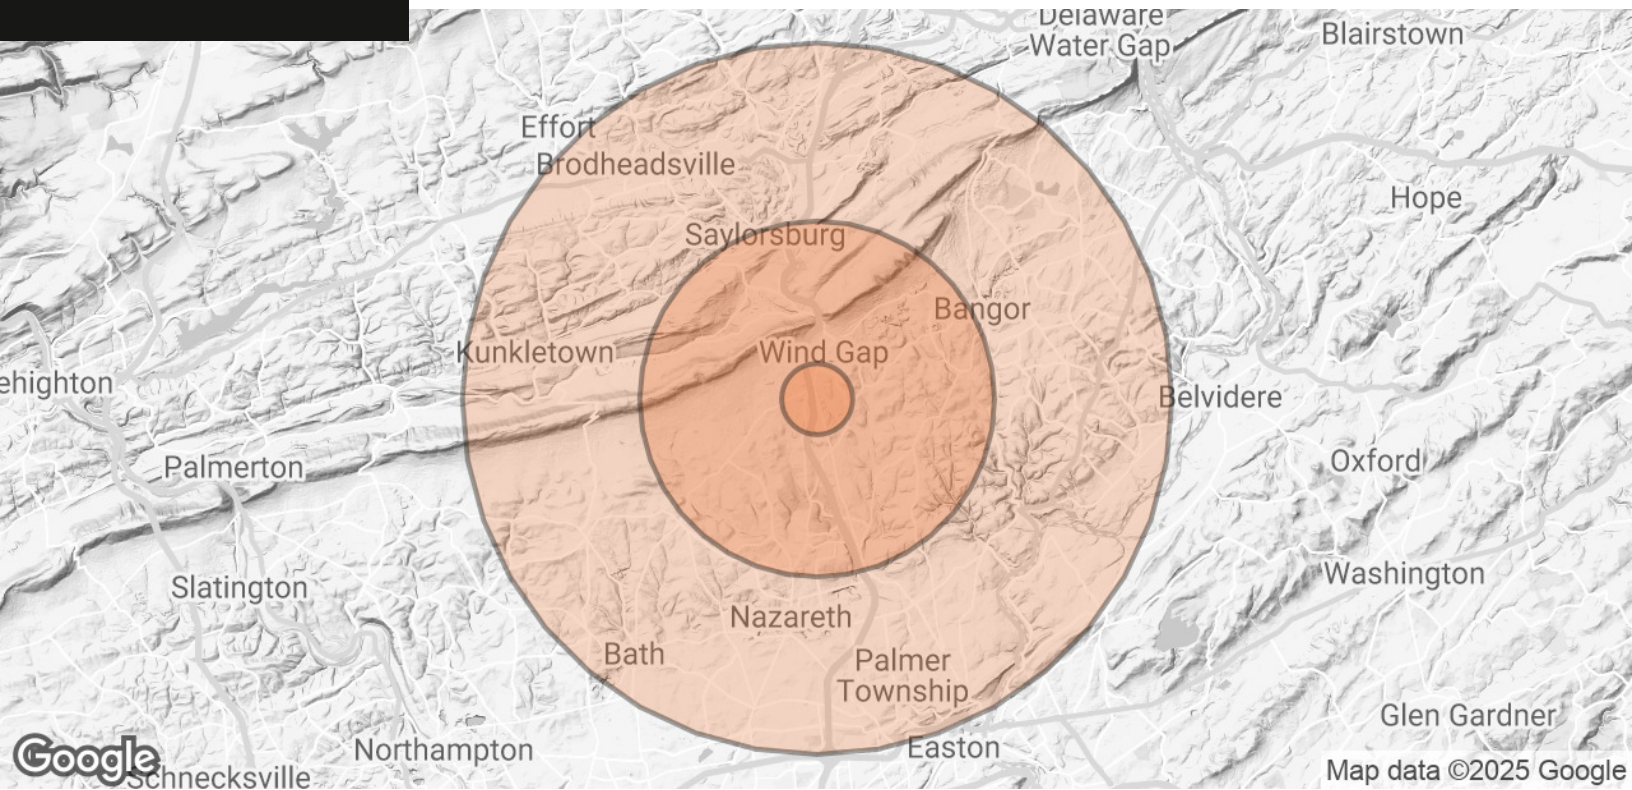 Delaware
Water Gap
Blairstown
Effort
Brodheadsville
Hope
Saylorsburg
Bangor
Kunkletown
Wind Gap
ehighton
Belvidere
Palmerton
Oxford
Slatington
Washington
Nazareth
Bath
Palmer
Township
Glen Gardner
Northampton
Easton
Google
Schnecksville
Map data ©2025 Google